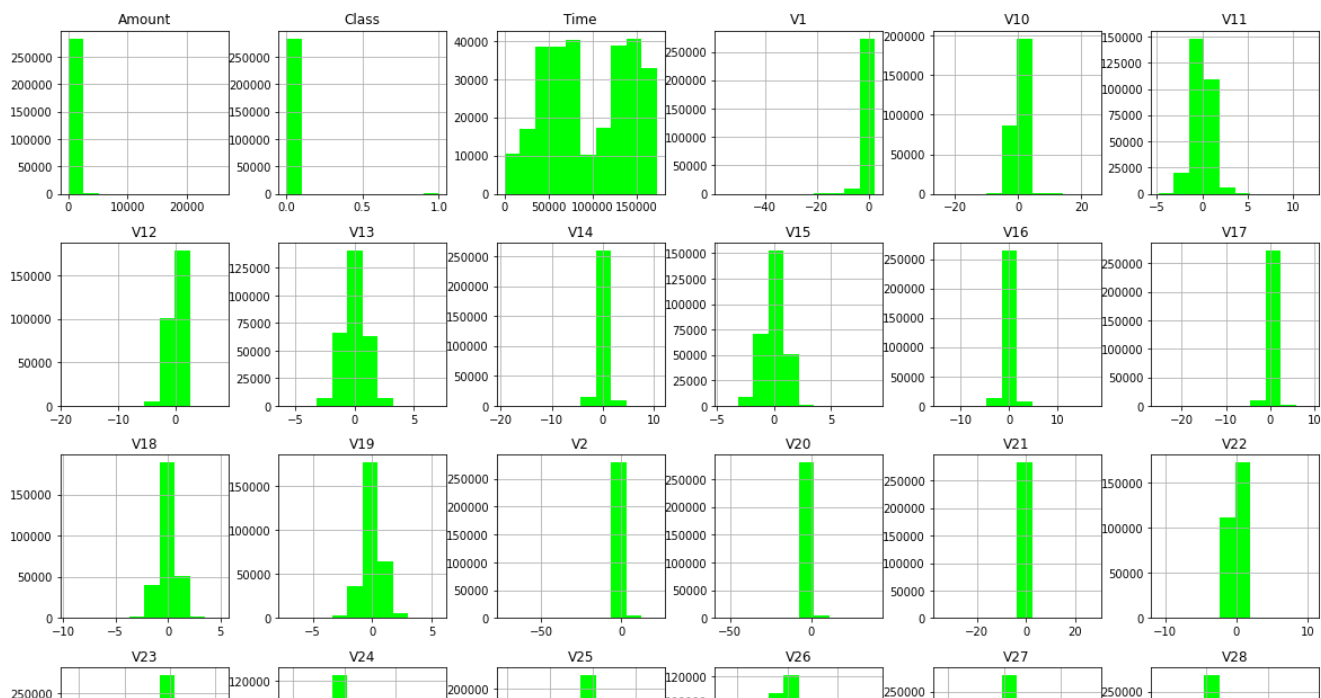 Amount Class Time V1 V10 V11
250000 250000 40000 250000 200000 150000
200000 200000 30000 200000 150000 125000
150000 150000 20000 150000 100000 100000
100000 100000 10000 100000 50000 75000
50000 50000 0 50000 0 50000
0 0 0 25000
0
0 10000 20000 0.0 0.5 1.0 0 50000 100000 150000 −40 −20 0 −20 0 20 −5 0 5 10
V12 V13 V14 V15 V16 V17
150000 125000 250000 150000 250000 250000
100000 100000 200000 125000 200000 200000
50000 75000 150000 100000 150000 150000
0 50000 100000 75000 100000 100000
25000 50000 50000 50000 50000
0 0 25000 0 0
0
−20 −10 0 −5 0 5 −20 −10 0 10 −5 0 5 −10 0 10 −20 −10 0 10
V18 V19 V2 V20 V21 V22
150000 150000 250000 250000 250000 150000
100000 100000 200000 200000 200000 100000
50000 50000 150000 150000 150000 50000
0 0 100000 100000 100000 0
50000 50000 50000
0 0 0
−10 −5 0 5 −5 0 5 −50 0 −50 0 −20 0 20 −10 0 10
V23 V24 V25 V26 V27 V28
250000 120000 200000 120000 250000 250000